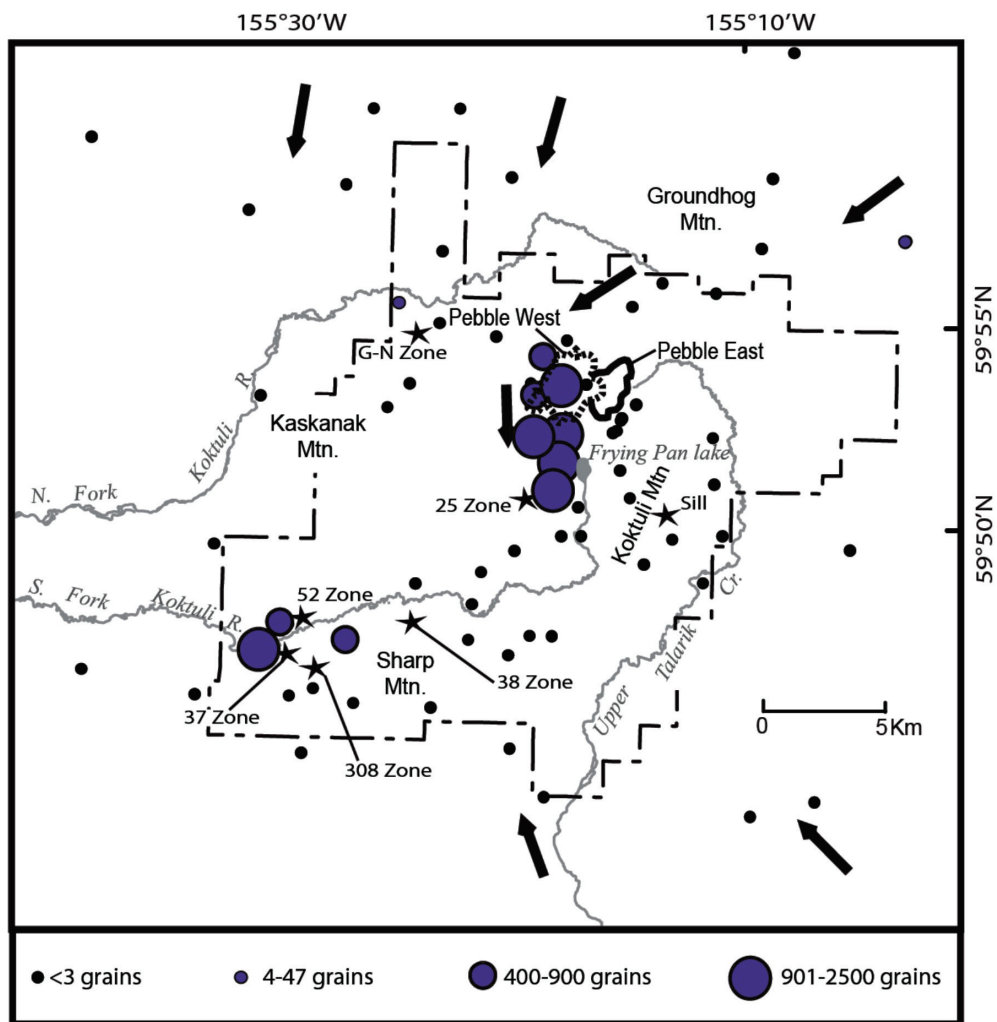 155°30'W
155°10'W
Groundhog
Mtn.
59°55'N
Pebble West
Pebble East
G-N Zone
Kaskanak
Mtn.
N. Fork Koktuli R.
Frying Pan lake
25 Zone
Koktuli Mtn
Sill
59°50'N
S. Fork Koktuli R.
52 Zone
Sharp
Mtn.
38 Zone
37 Zone
308 Zone
Upper Talarik Cr.
0 5Km
<3 grains
4-47 grains
400-900 grains
901-2500 grains